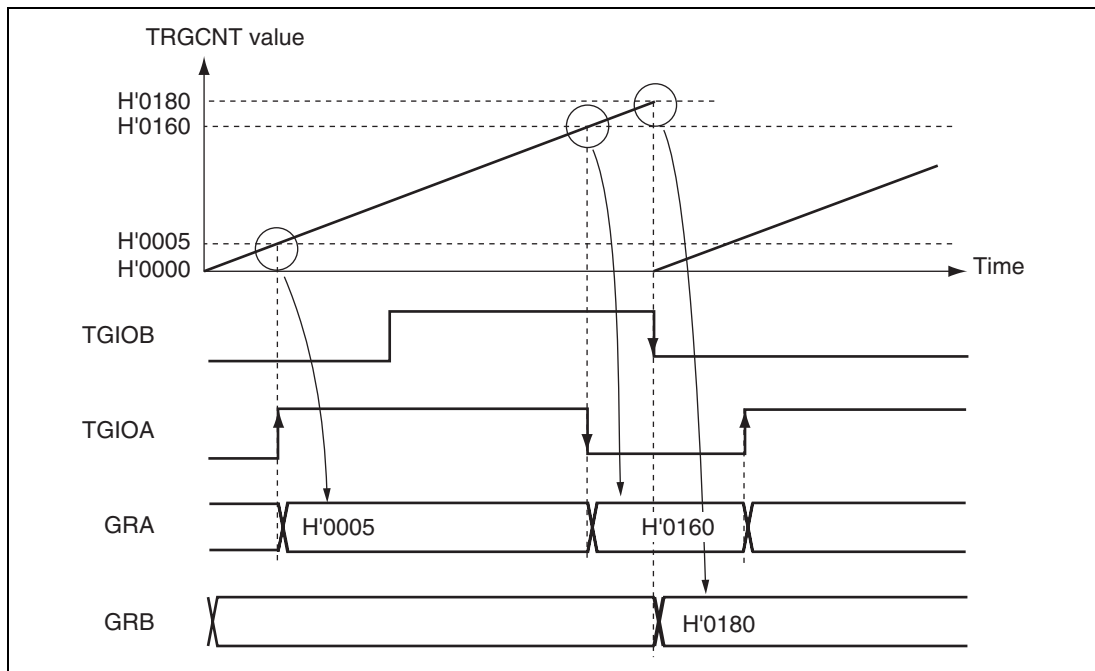 TRGCNT value
H'0180
H'0160
H'0005
H'0000
Time
TGIOB
TGIOA
GRA
H'0005
H'0160
GRB
H'0180